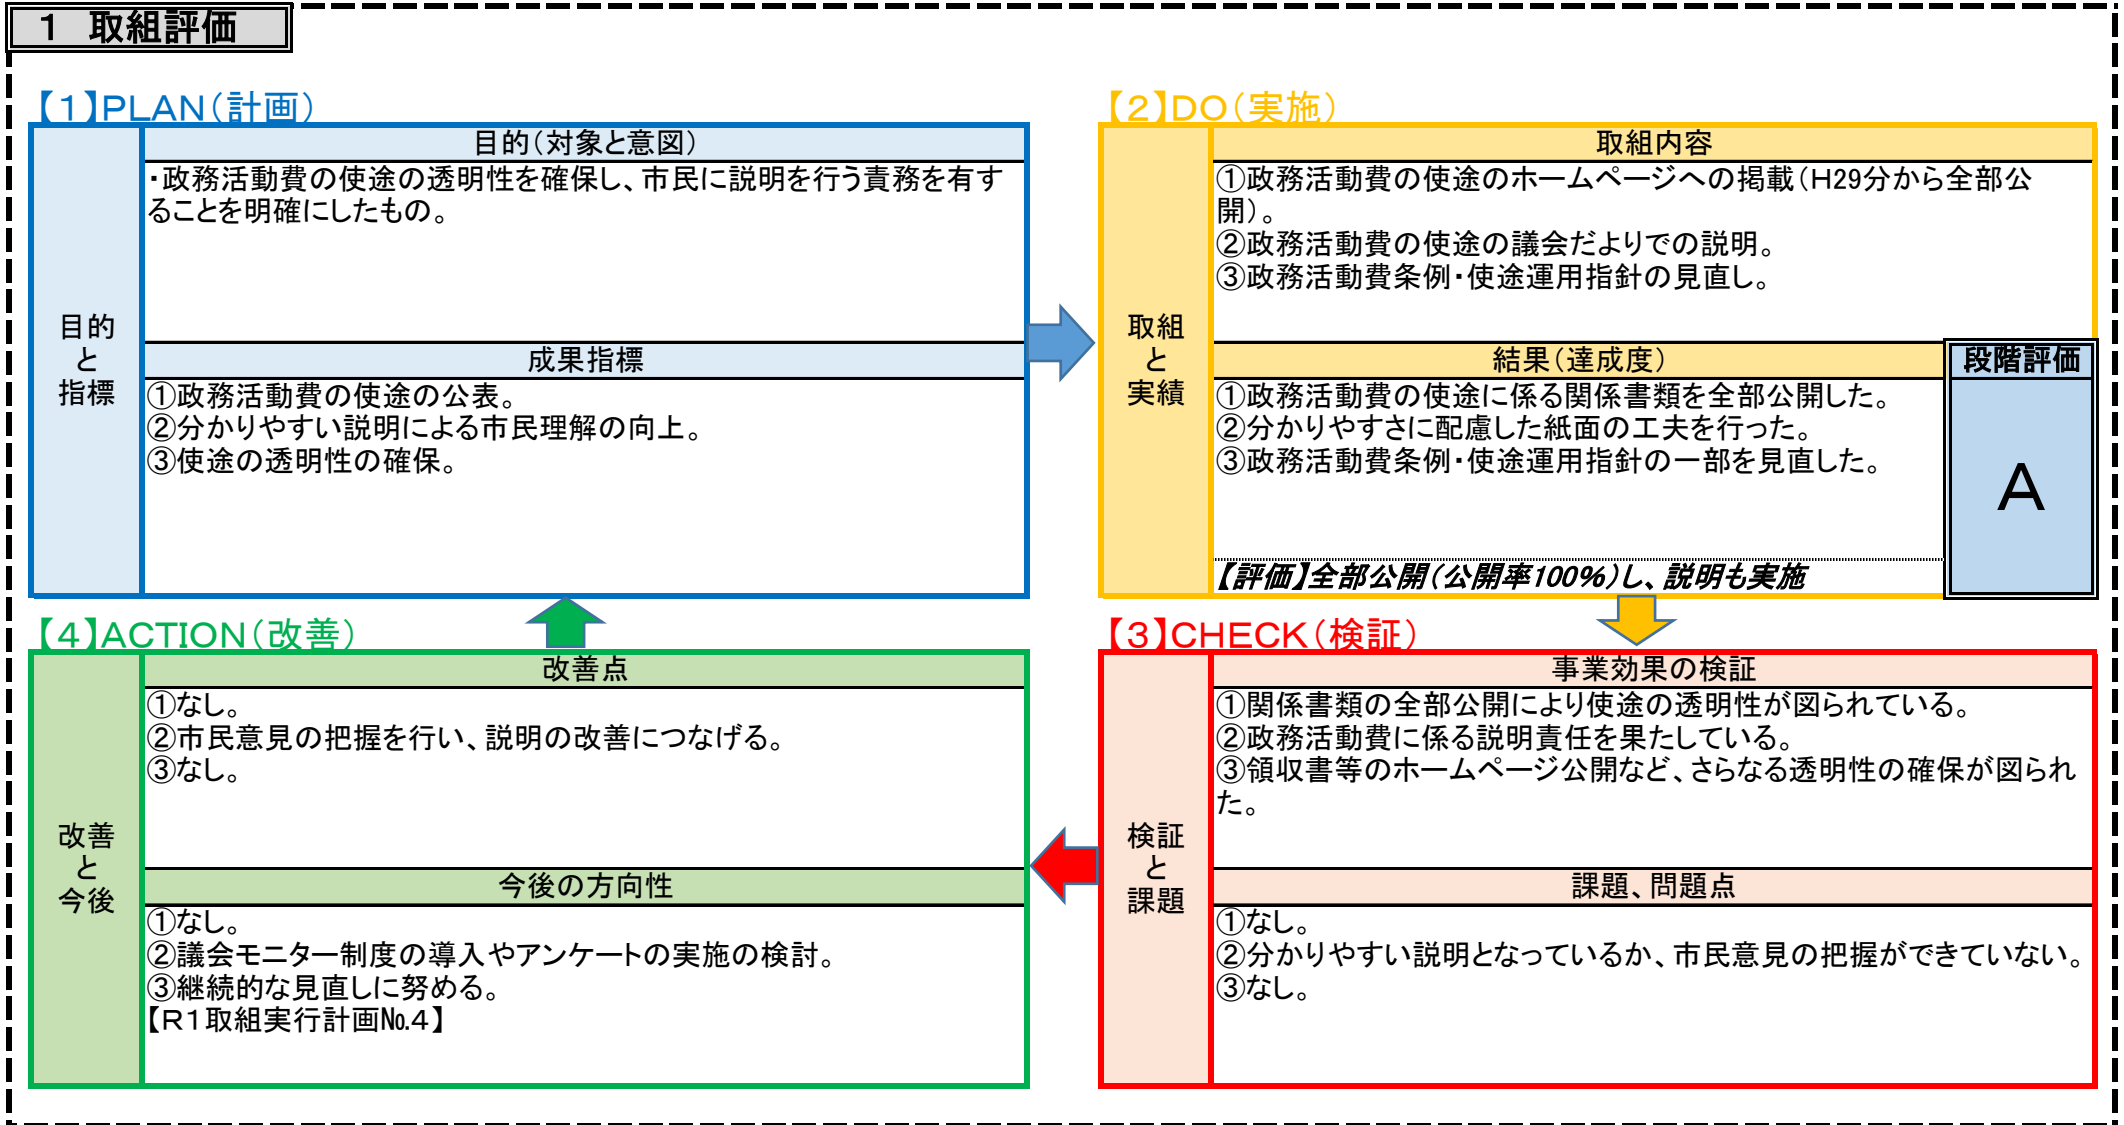 １　取組評価
【１】PLAN（計画）
目的（対象と意図）
・政務活動費の使途の透明性を確保し、市民に説明を行う責務を有す
ることを明確にしたもの。
目的
と
指標
成果指標
①政務活動費の使途の公表。
②分かりやすい説明による市民理解の向上。
③使途の透明性の確保。
【２】DO（実施）
取組内容
①政務活動費の使途のホームページへの掲載（H29分から全部公
開）。
②政務活動費の使途の議会だよりでの説明。
③政務活動費条例・使途運用指針の見直し。
取組
と
実績
結果（達成度）
段階評価
①政務活動費の使途に係る関係書類を全部公開した。
②分かりやすさに配慮した紙面の工夫を行った。
③政務活動費条例・使途運用指針の一部を見直した。
A
【評価】全部公開（公開率100%）し、説明も実施
【３】CHECK（検証）
事業効果の検証
①関係書類の全部公開により使途の透明性が図られている。
②政務活動費に係る説明責任を果たしている。
③領収書等のホームページ公開など、さらなる透明性の確保が図られ
た。
検証
と
課題
課題、問題点
①なし。
②分かりやすい説明となっているか、市民意見の把握ができていない。
③なし。
【４】ACTION（改善）
改善点
①なし。
②市民意見の把握を行い、説明の改善につなげる。
③なし。
改善
と
今後
今後の方向性
①なし。
②議会モニター制度の導入やアンケートの実施の検討。
③継続的な見直しに努める。
【Ｒ１取組実行計画№４】